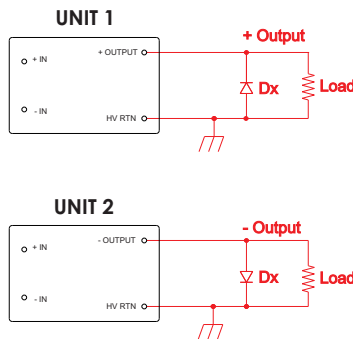 UNIT 1
+ Output
+ OUTPUT
+ IN
Dx
Load
- IN
HV RTN
UNIT 2
- Output
- OUTPUT
+ IN
Dx
Load
- IN
HV RTN